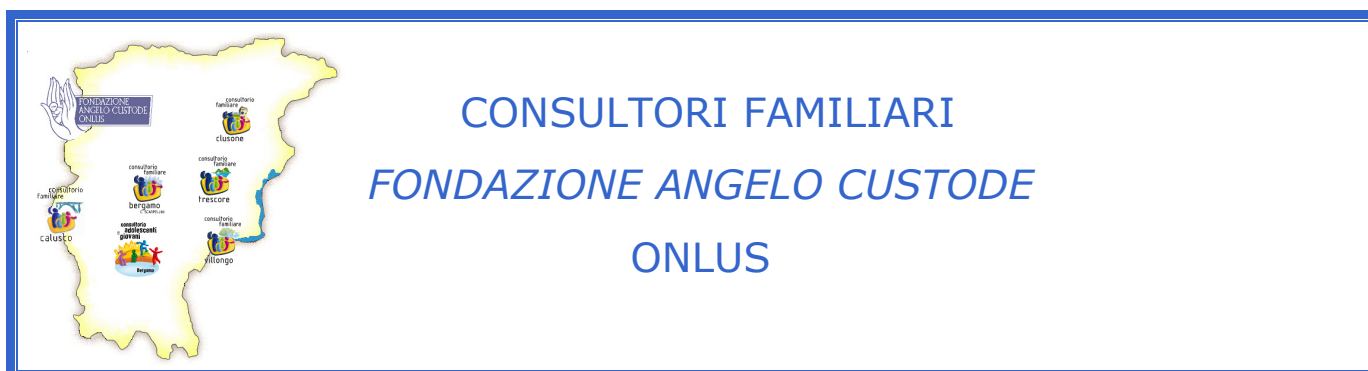 FONDAZIONE
ANGELO CUSTODE
ONLUS
consultorio
familiare
clusone
consultorio
familiare
bergamo
C. SCARPELLINI
consultorio
familiare
trescore
consultorio
familiare
calusco
consultorio
adolescenti
e giovani
Bergamo
consultorio
familiare
villongo
CONSULTORI FAMILIARI
FONDAZIONE ANGELO CUSTODE
ONLUS